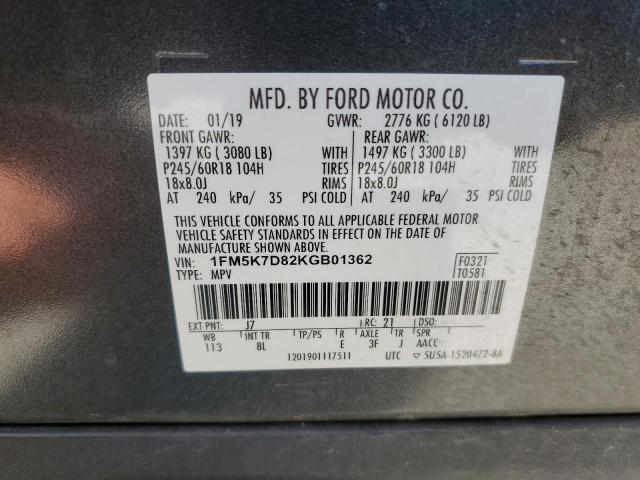 MFD. BY FORD MOTOR CO.
DATE: 01/19 GVWR: 2776 KG ( 6120 LB)
FRONT GAWR: REAR GAWR:
1397 KG ( 3080 LB) WITH 1497 KG ( 3300 LB) WITH
P245/60R18 104H TIRES P245/60R18 104H TIRES
18x8.0J RIMS 18x8.0J RIMS
AT 240 kPa/ 35 PSI COLD AT 240 kPa/ 35 PSI COLD
THIS VEHICLE CONFORMS TO ALL APPLICABLE FEDERAL MOTOR
VEHICLE SAFETY STANDARDS IN EFFECT ON THE DATE OF
MANUFACTURE SHOWN ABOVE.
VIN: 1FM5K7D82KGB01362 F0321
TYPE: MPV T0581
EXT PNT: J7 RC: 21 DSO:
WB INT TR TP/PS R AXLE TR SPR
113 8L E 3F J AACC
1201901117511 UTC ▽ 5U5A-1520472-BA